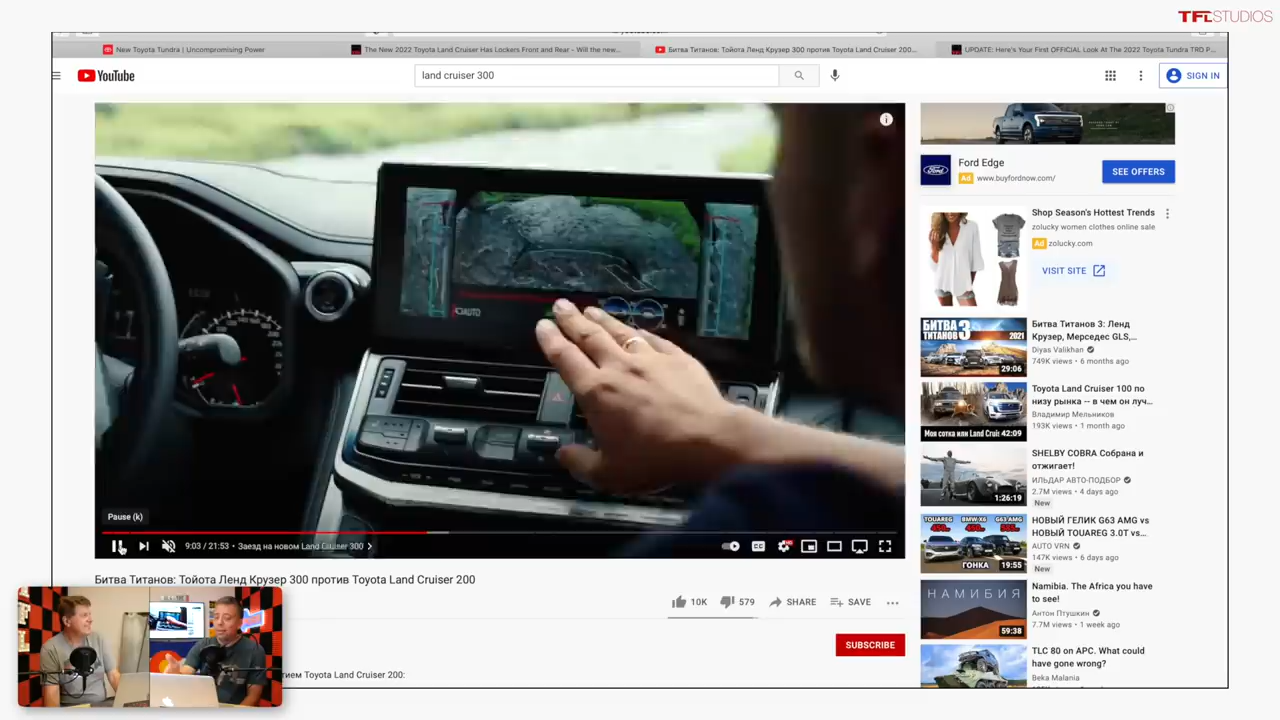 TFLSTUDIOS
New Toyota Tundra | Uncompromising Power
The New 2022 Toyota Land Cruiser Has Lockers Front and Rear - Will the new...
Битва Титанов: Тойота Ленд Крузер 300 против Toyota Land Cruiser 200...
UPDATE: Here's Your First OFFICIAL Look At The 2022 Toyota Tundra TRD P...
YouTube
land cruiser 300
SIGN IN
AUTO
Pause (k)
9:03 / 21:53 • Заезд на новом Land Cruiser 300
CC
HD
Битва Титанов: Тойота Ленд Крузер 300 против Toyota Land Cruiser 200
10K
579
SHARE
SAVE
SUBSCRIBE
тием Toyota Land Cruiser 200:
Ford Edge
Ad www.buyfordnow.com/
SEE OFFERS
Shop Season's Hottest Trends
zolucky women clothes online sale
Ad zolucky.com
VISIT SITE
БИТВА ТИТАНОВ 3
2021
29:06
Битва Титанов 3: Ленд
Крузер, Мерседес GLS,...
Diyas Valikhan
749K views • 6 months ago
Моя сотка или Land Cruis
42:09
Toyota Land Cruiser 100 по
низу рынка -- в чем он луч...
Владимир Мельников
193K views • 1 month ago
1:26:19
SHELBY COBRA Собрана и
отжигает!
ИЛЬДАР АВТО-ПОДБОР
2.7M views • 4 days ago
New
TOUAREG BMW-X6 G63 AMG
ГОНКА
19:55
НОВЫЙ ГЕЛИК G63 AMG vs
НОВЫЙ TOUAREG 3.0T vs...
AUTO VRN
147K views • 6 days ago
New
НАМИБИЯ
59:38
Namibia. The Africa you have
to see!
Антон Птушкин
7.7M views • 1 week ago
TLC 80 on APC. What could
have gone wrong?
Beka Malania